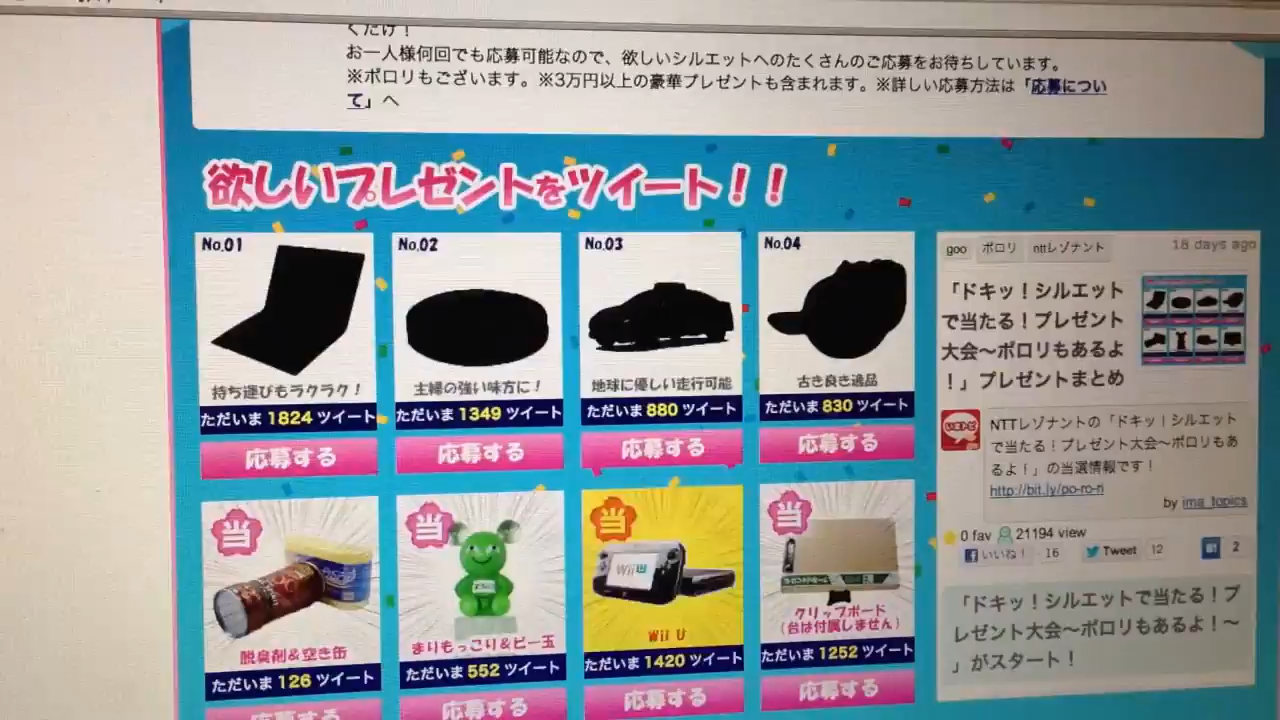 くだけ！
お一人様何回でも応募可能なので、欲しいシルエットへのたくさんのご応募をお待ちしています。
※ポロリもございます。※3万円以上の豪華プレゼントも含まれます。※詳しい応募方法は「応募につい
て」へ
欲しいプレゼントをツイート！！
No.01
持ち運びもラクラク！
ただいま 1824 ツイート
応募する
No.02
主婦の強い味方に！
ただいま 1349 ツイート
応募する
No.03
地球に優しい走行可能
ただいま 880 ツイート
応募する
No.04
古き良き逸品
ただいま 830 ツイート
応募する
当
脱臭剤＆空き缶
ただいま 126 ツイート
応募する
当
まりもっこり＆ビー玉
ただいま 552 ツイート
応募する
当
Wii U
Wii U
ただいま 1420 ツイート
応募する
当
クリップボード
（台は付属しません）
ただいま 1252 ツイート
応募する
goo ポロリ nttレゾナント
18 days ago
「ドキッ！シルエット
で当たる！プレゼント
大会〜ポロリもあるよ
！」プレゼントまとめ
いまトピ
NTTレゾナントの「ドキッ！シルエット
で当たる！プレゼント大会〜ポロリもあ
るよ！」の当選情報です！
http://bit.ly/po-ro-ri
by ima_topics
0 fav 21194 view
いいね！ 16 Tweet 12 2
「ドキッ！シルエットで当たる！プ
レゼント大会〜ポロリもあるよ！〜
」がスタート！